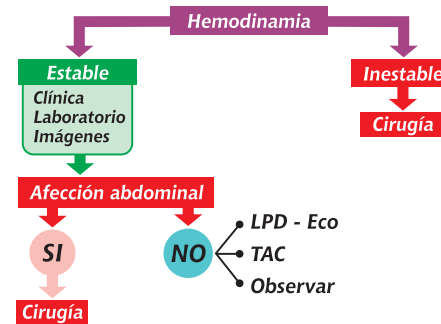 Hemodinamia
Estable
Inestable
Clínica
Laboratorio
Imágenes
Cirugía
Afección abdominal
SI
NO
LPD - Eco
TAC
Observar
Cirugía